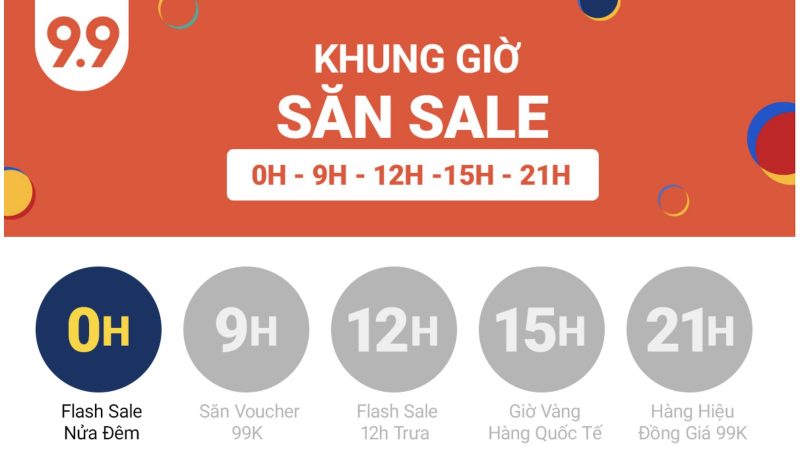 9.9
KHUNG GIỜ
SĂN SALE
0H - 9H - 12H -15H - 21H
0H
9H
12H
15H
21H
Flash Sale
Nửa Đêm
Săn Voucher
99K
Flash Sale
12h Trưa
Giờ Vàng
Hàng Quốc Tế
Hàng Hiệu
Đồng Giá 99K